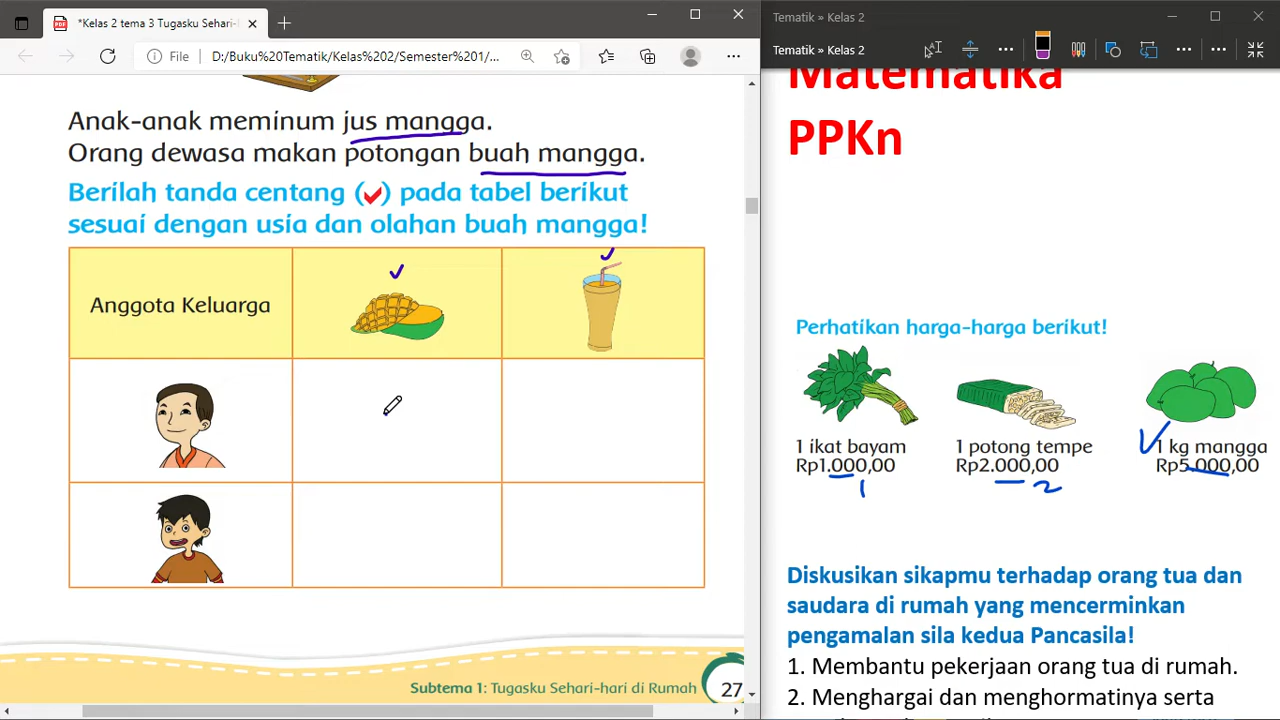 *Kelas 2 tema 3 Tugasku Sehari-
File
D:/Buku%20Tematik/Kelas%202/Semester%201/...
Anak-anak meminum jus mangga.
Orang dewasa makan potongan buah mangga.
Berilah tanda centang (✓) pada tabel berikut
sesuai dengan usia dan olahan buah mangga!
Anggota Keluarga
Subtema 1: Tugasku Sehari-hari di Rumah
27
Tematik » Kelas 2
Tematik » Kelas 2
Matematika
PPKn
Perhatikan harga-harga berikut!
1 ikat bayam
Rp1.000,00
1
1 potong tempe
Rp2.000,00
2
1 kg mangga
Rp5.000,00
Diskusikan sikapmu terhadap orang tua dan
saudara di rumah yang mencerminkan
pengamalan sila kedua Pancasila!
1. Membantu pekerjaan orang tua di rumah.
2. Menghargai dan menghormatinya serta